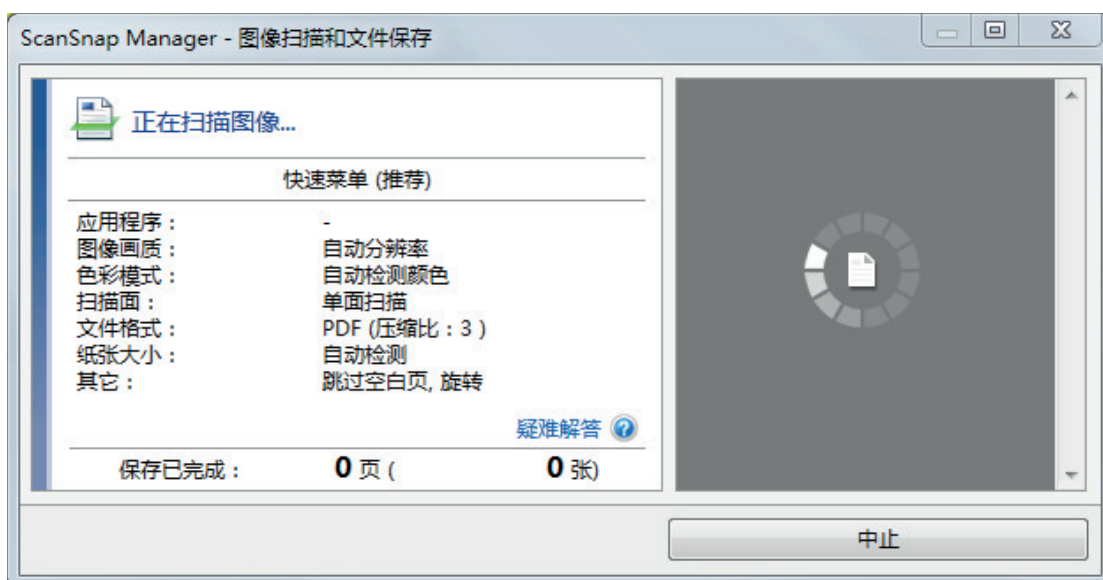 ScanSnap Manager - 图像扫描和文件保存
正在扫描图像...
快速菜单 (推荐)
应用程序： -
图像画质： 自动分辨率
色彩模式： 自动检测颜色
扫描面： 单面扫描
文件格式： PDF (压缩比：3 )
纸张大小： 自动检测
其它： 跳过空白页, 旋转
疑难解答
保存已完成： 0 页 ( 0 张)
中止